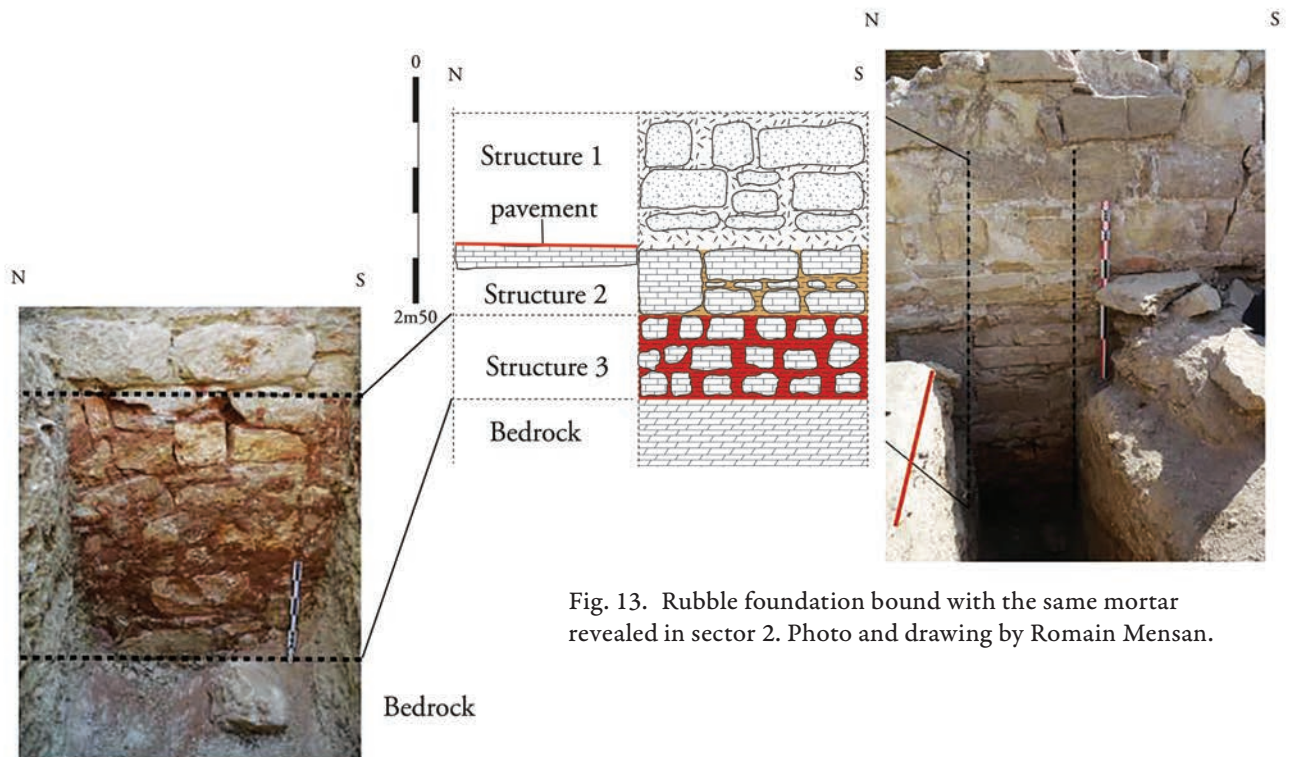 N
S
0
N
S
Structure 1
pavement
Structure 2
2m50
Structure 3
Bedrock
N
S
Fig. 13. Rubble foundation bound with the same mortar
revealed in sector 2. Photo and drawing by Romain Mensan.
Bedrock